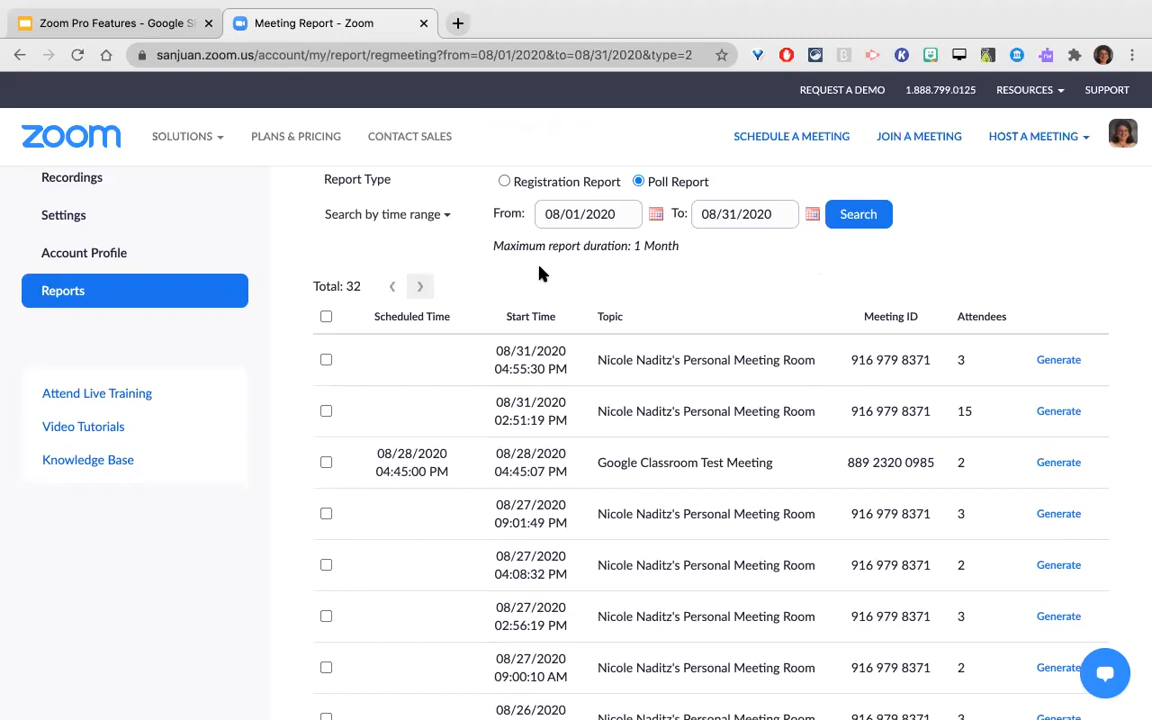 Zoom Pro Features - Google Sl
Meeting Report - Zoom
sanjuan.zoom.us/account/my/report/regmeeting?from=08/01/2020&to=08/31/2020&type=2
REQUEST A DEMO 1.888.799.0125 RESOURCES SUPPORT
zoom SOLUTIONS PLANS & PRICING CONTACT SALES SCHEDULE A MEETING JOIN A MEETING HOST A MEETING
Recordings
Settings
Account Profile
Reports
Attend Live Training
Video Tutorials
Knowledge Base
Report Type Registration Report Poll Report
Search by time range From: 08/01/2020 To: 08/31/2020 Search
Maximum report duration: 1 Month
Total: 32
Scheduled Time Start Time Topic Meeting ID Attendees
08/31/2020
04:55:30 PM
Nicole Naditz's Personal Meeting Room 916 979 8371 3 Generate
08/31/2020
02:51:19 PM
Nicole Naditz's Personal Meeting Room 916 979 8371 15 Generate
08/28/2020 08/28/2020
04:45:00 PM 04:45:07 PM
Google Classroom Test Meeting 889 2320 0985 2 Generate
08/27/2020
09:01:49 PM
Nicole Naditz's Personal Meeting Room 916 979 8371 3 Generate
08/27/2020
04:08:32 PM
Nicole Naditz's Personal Meeting Room 916 979 8371 2 Generate
08/27/2020
02:56:19 PM
Nicole Naditz's Personal Meeting Room 916 979 8371 3 Generate
08/27/2020
09:00:10 AM
Nicole Naditz's Personal Meeting Room 916 979 8371 2 Generate
08/26/2020
Nicole Naditz's Personal Meeting Room 916 979 8371 3 Generate